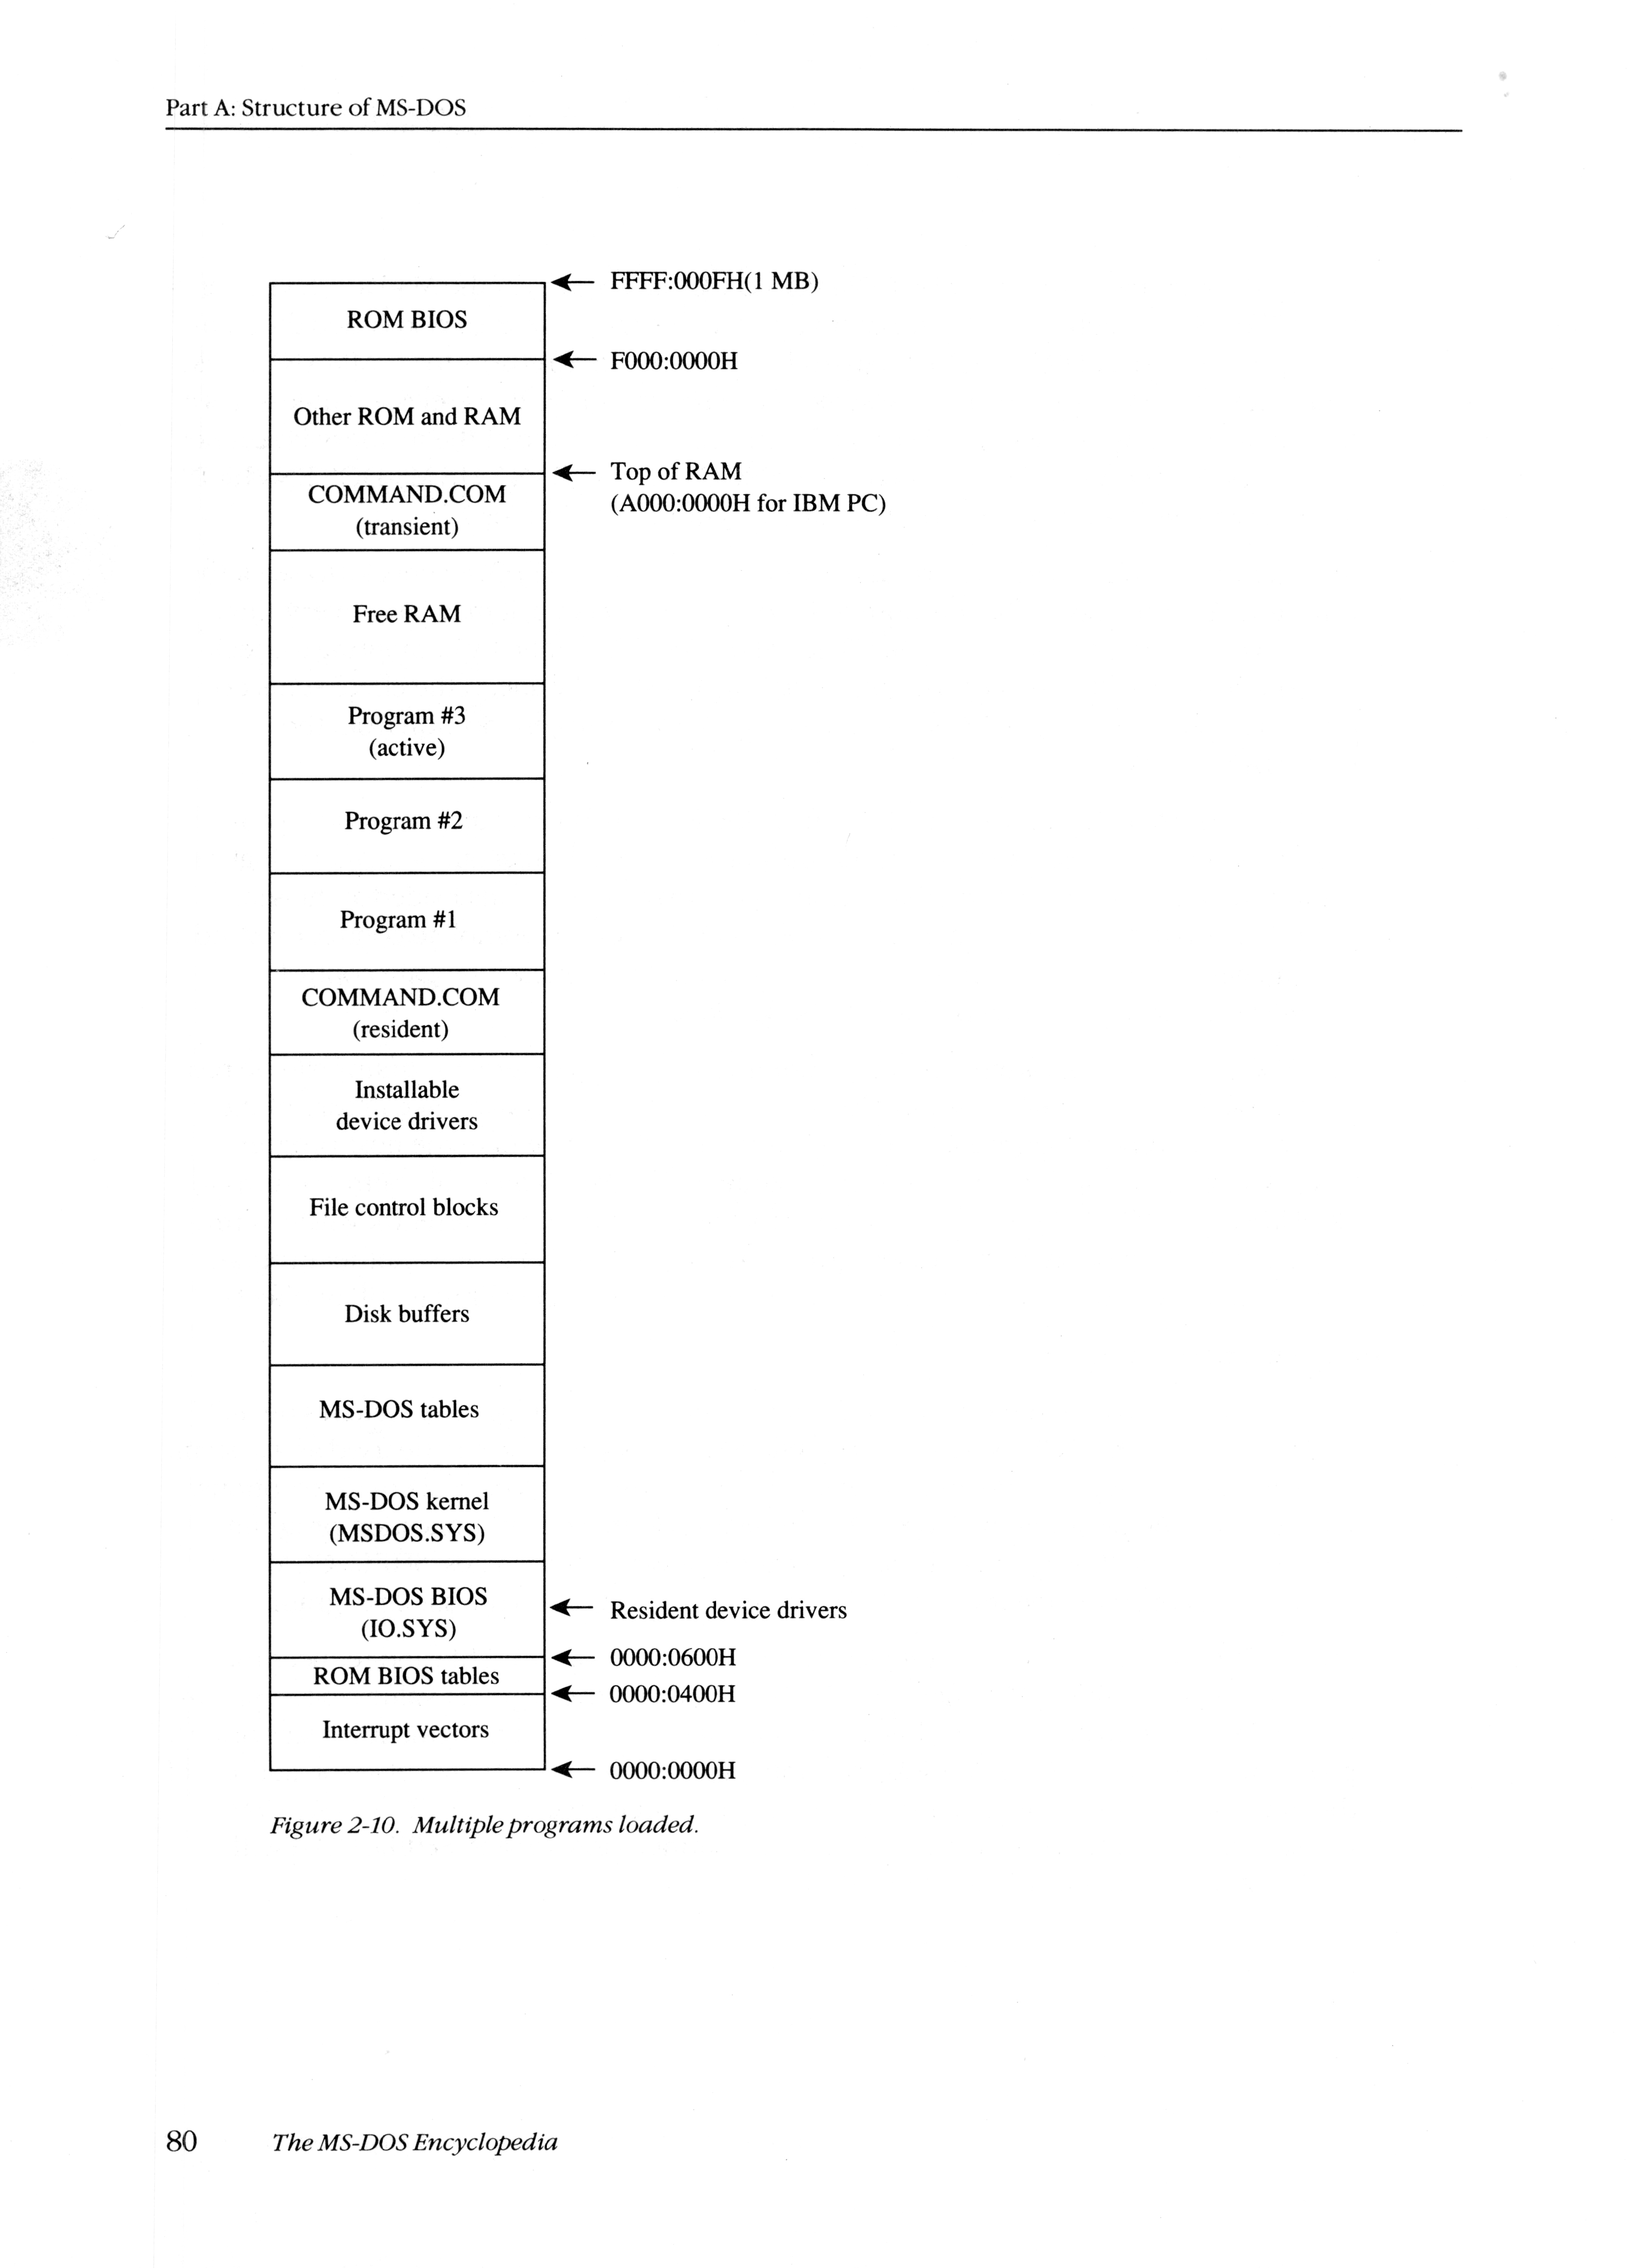 Part A: Structure of MS-DOS
FFFF:000FH(1 MB)
ROM BIOS
F000:0000H
Other ROM and RAM
Top of RAM
(A000:0000H for IBM PC)
COMMAND.COM
(transient)
Free RAM
Program #3
(active)
Program #2
Program #1
COMMAND.COM
(resident)
Installable
device drivers
File control blocks
Disk buffers
MS-DOS tables
MS-DOS kernel
(MSDOS.SYS)
MS-DOS BIOS
(IO.SYS)
Resident device drivers
0000:0600H
ROM BIOS tables
0000:0400H
Interrupt vectors
0000:0000H
Figure 2-10. Multiple programs loaded.
80 The MS-DOS Encyclopedia